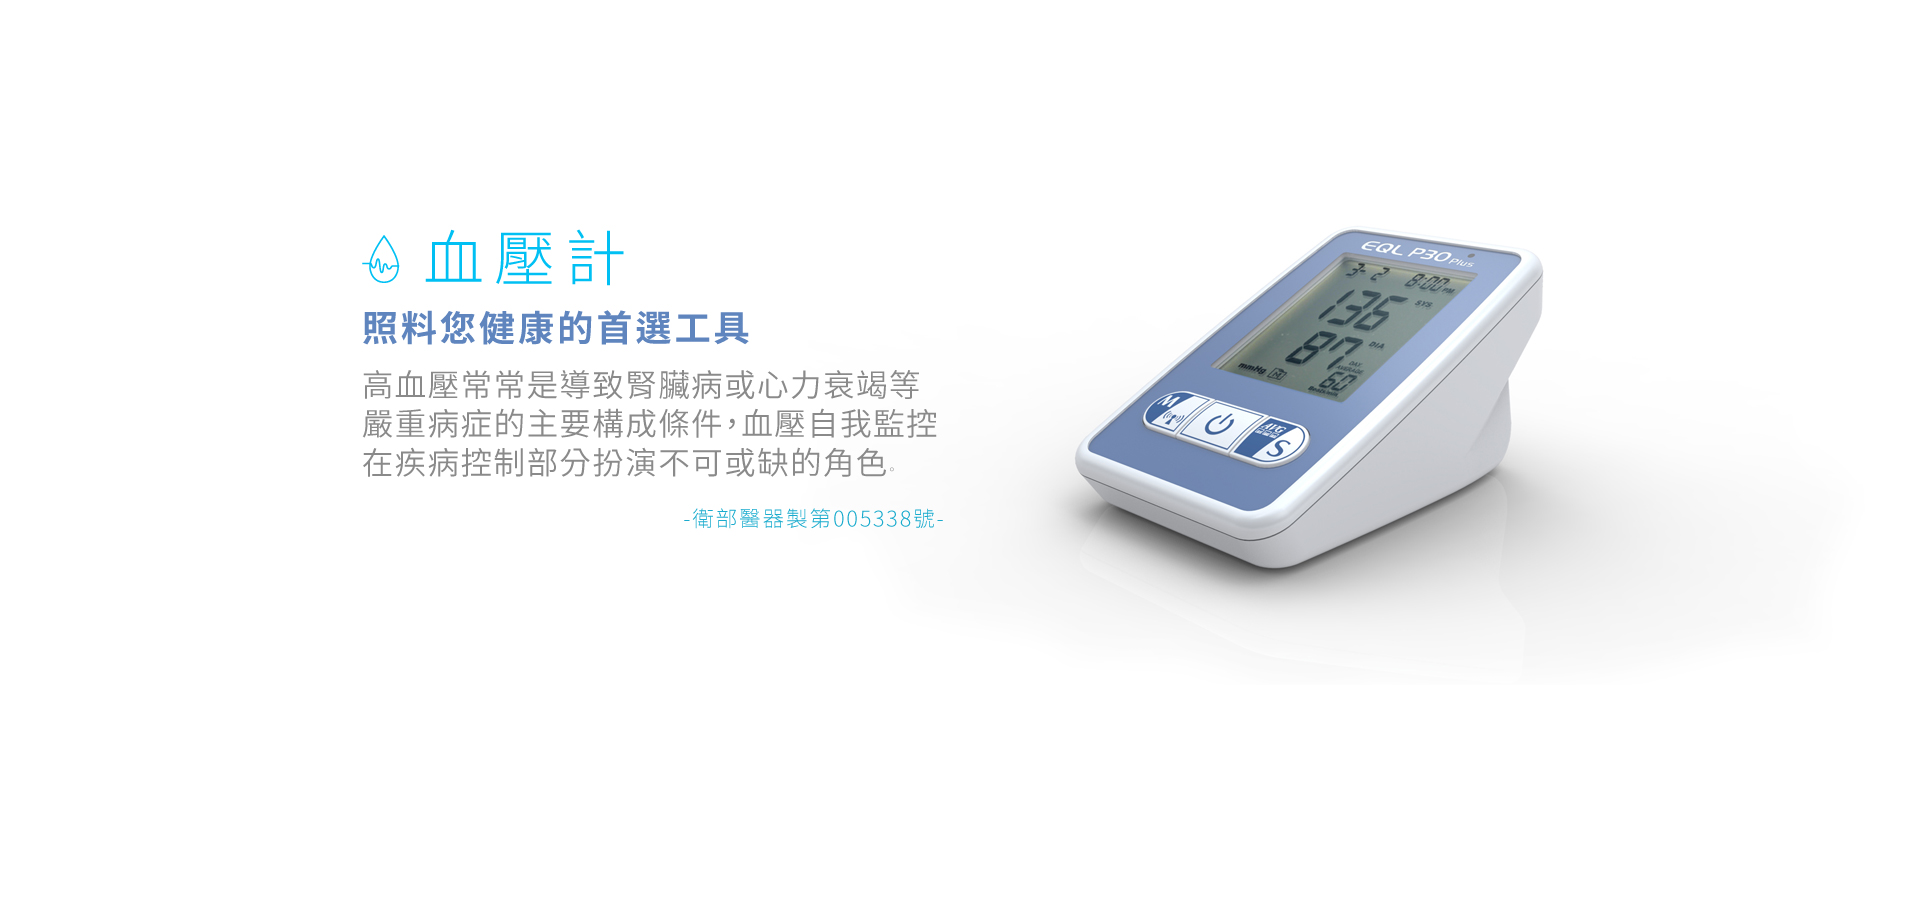 血壓計
照料您健康的首選工具
高血壓常常是導致腎臟病或心力衰竭等
嚴重病症的主要構成條件，血壓自我監控
在疾病控制部分扮演不可或缺的角色。
-衛部醫器製第005338號-
EQL P30 Plus
3- 2 8:00 PM
136 SYS
87 DIA
DAY
AVERAGE
mmHg 60
M
AVG
S